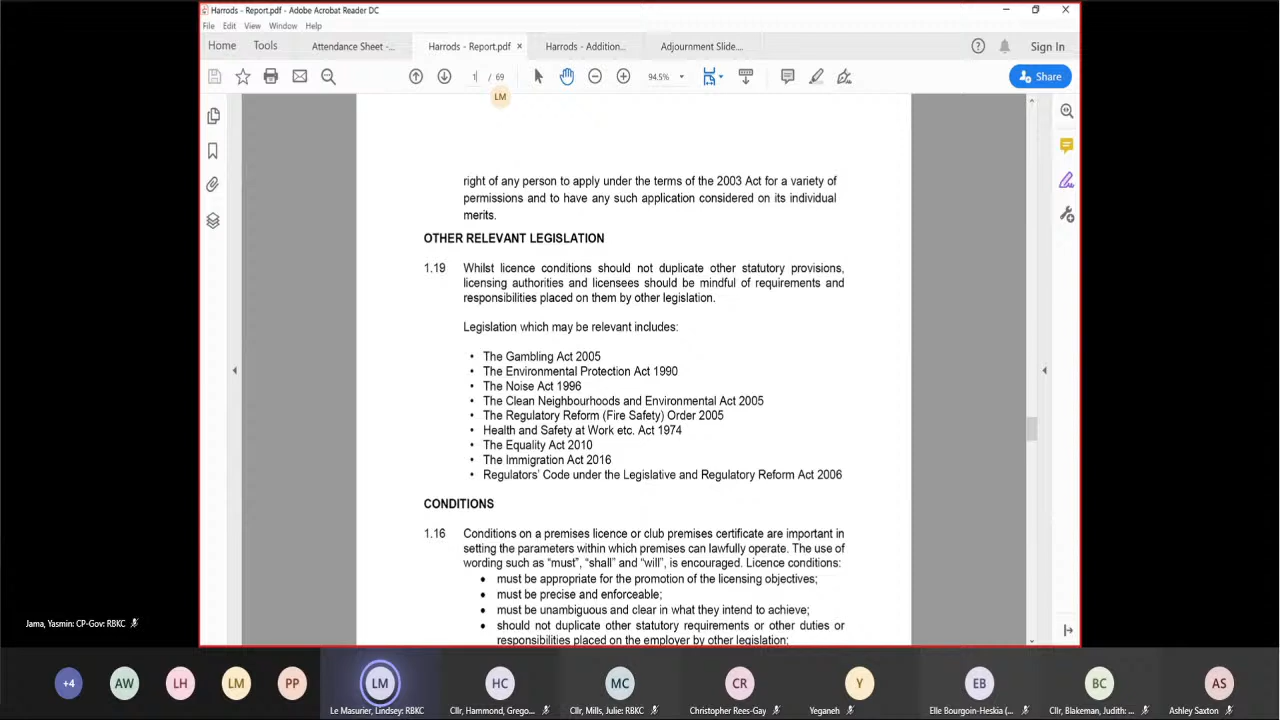 Harrods - Report.pdf - Adobe Acrobat Reader DC
File Edit View Window Help
Home Tools Attendance Sheet -... Harrods - Report.pdf × Harrods - Addition... Adjournment Slide.... Sign In
1 / 69 94.5% Share
LM
right of any person to apply under the terms of the 2003 Act for a variety of
permissions and to have any such application considered on its individual
merits.
OTHER RELEVANT LEGISLATION
1.19 Whilst licence conditions should not duplicate other statutory provisions,
licensing authorities and licensees should be mindful of requirements and
responsibilities placed on them by other legislation.
Legislation which may be relevant includes:
• The Gambling Act 2005
• The Environmental Protection Act 1990
• The Noise Act 1996
• The Clean Neighbourhoods and Environmental Act 2005
• The Regulatory Reform (Fire Safety) Order 2005
• Health and Safety at Work etc. Act 1974
• The Equality Act 2010
• The Immigration Act 2016
• Regulators' Code under the Legislative and Regulatory Reform Act 2006
CONDITIONS
1.16 Conditions on a premises licence or club premises certificate are important in
setting the parameters within which premises can lawfully operate. The use of
wording such as “must”, “shall” and “will”, is encouraged. Licence conditions:
• must be appropriate for the promotion of the licensing objectives;
• must be precise and enforceable;
• must be unambiguous and clear in what they intend to achieve;
• should not duplicate other statutory requirements or other duties or
responsibilities placed on the employer by other legislation;
Jama, Yasmin: CP-Gov: RBKC
+4 AW LH LM PP LM HC MC CR Y EB BC AS
Le Masurier, Lindsey: RBKC Cllr, Hammond, Grego... Cllr, Mills, Julie: RBKC Christopher Rees-Gay Yeganeh Elle Bourgoin-Heskia (... Cllr, Blakeman, Judith: ... Ashley Saxton